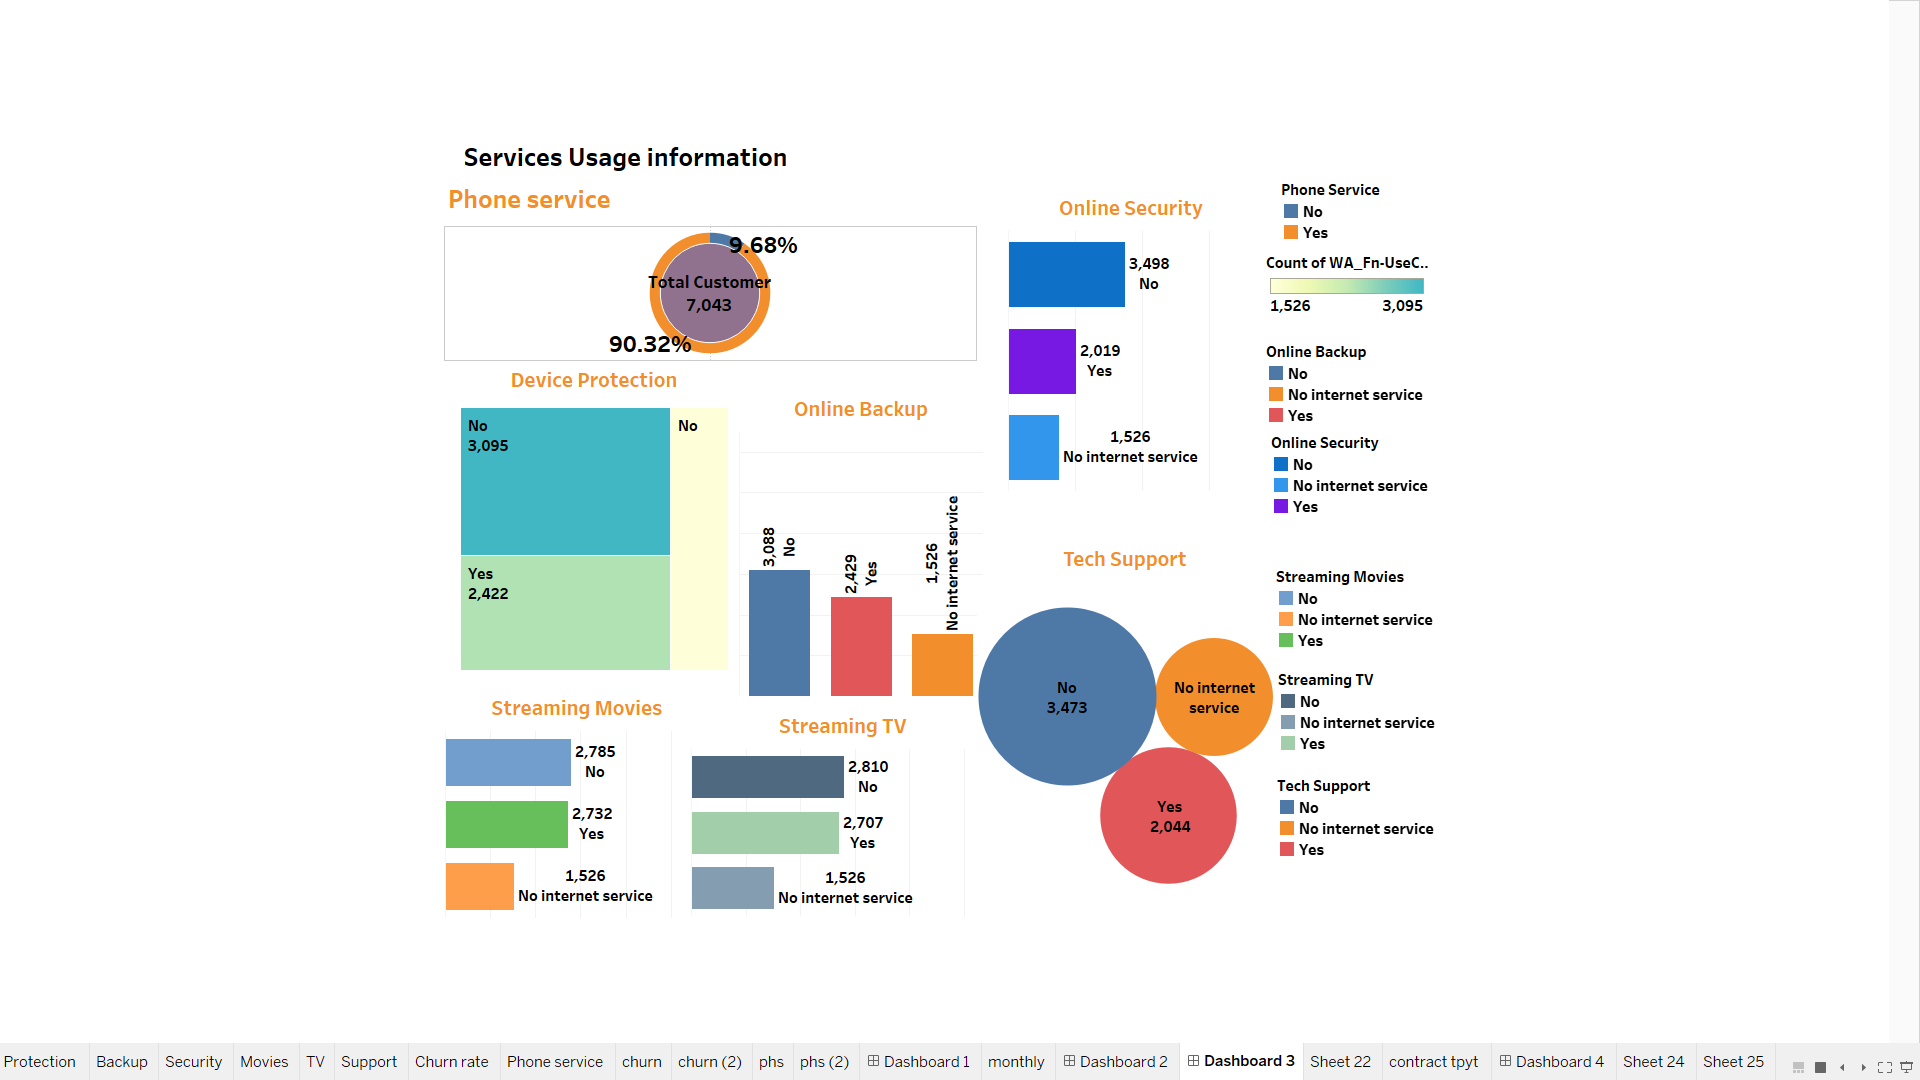 Services Usage information
Phone service
9.68%
Total Customer
7,043
90.32%
Device Protection
No
3,095
No
Yes
2,422
Online Backup
3,088
No
2,429
Yes
1,526
No internet service
Online Security
3,498
No
2,019
Yes
1,526
No internet service
Streaming Movies
2,785
No
2,732
Yes
1,526
No internet service
Streaming TV
2,810
No
2,707
Yes
1,526
No internet service
Tech Support
No
3,473
No internet
service
Yes
2,044
Phone Service
No
Yes
Count of WA_Fn-UseC..
1,526 3,095
Online Backup
No
No internet service
Yes
Online Security
No
No internet service
Yes
Streaming Movies
No
No internet service
Yes
Streaming TV
No
No internet service
Yes
Tech Support
No
No internet service
Yes
Protection Backup Security Movies TV Support Churn rate Phone service churn churn (2) phs phs (2) Dashboard 1 monthly Dashboard 2 Dashboard 3 Sheet 22 contract tpyt Dashboard 4 Sheet 24 Sheet 25